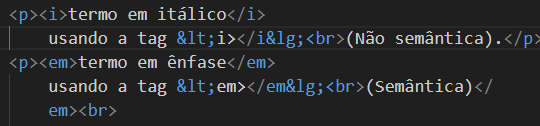 <p><i>termo em itálico</i>
usando a tag &lt;i></i&lg;<br>(Não semântica).</p>
<p><em>termo em ênfase</em>
usando a tag &lt;em></em&lg;<br>(Semântica)</
em><br>